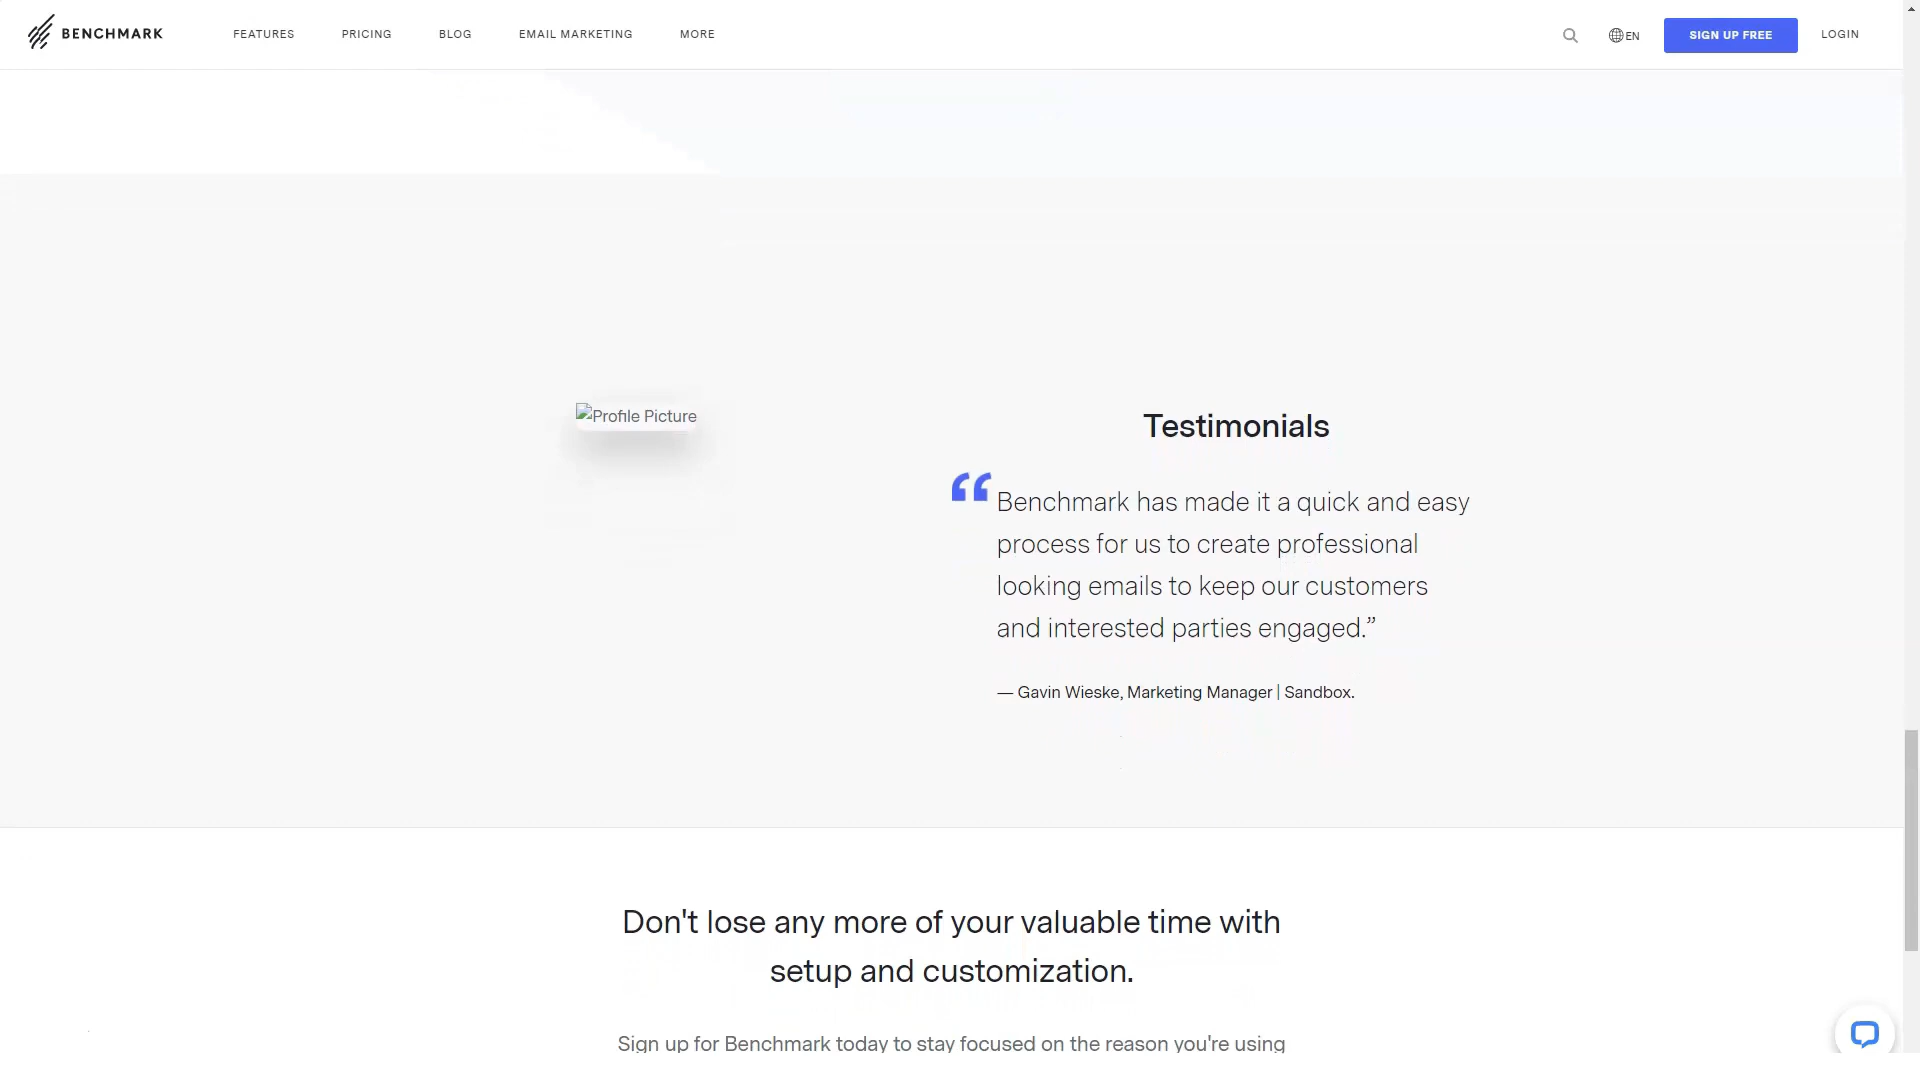 BENCHMARK
FEATURES
PRICING
BLOG
EMAIL MARKETING
MORE
EN
SIGN UP FREE
LOGIN
Profile Picture
Testimonials
“Benchmark has made it a quick and easy
process for us to create professional
looking emails to keep our customers
and interested parties engaged.”
— Gavin Wieske, Marketing Manager | Sandbox.
Don't lose any more of your valuable time with
setup and customization.
Sign up for Benchmark today to stay focused on the reason you're using